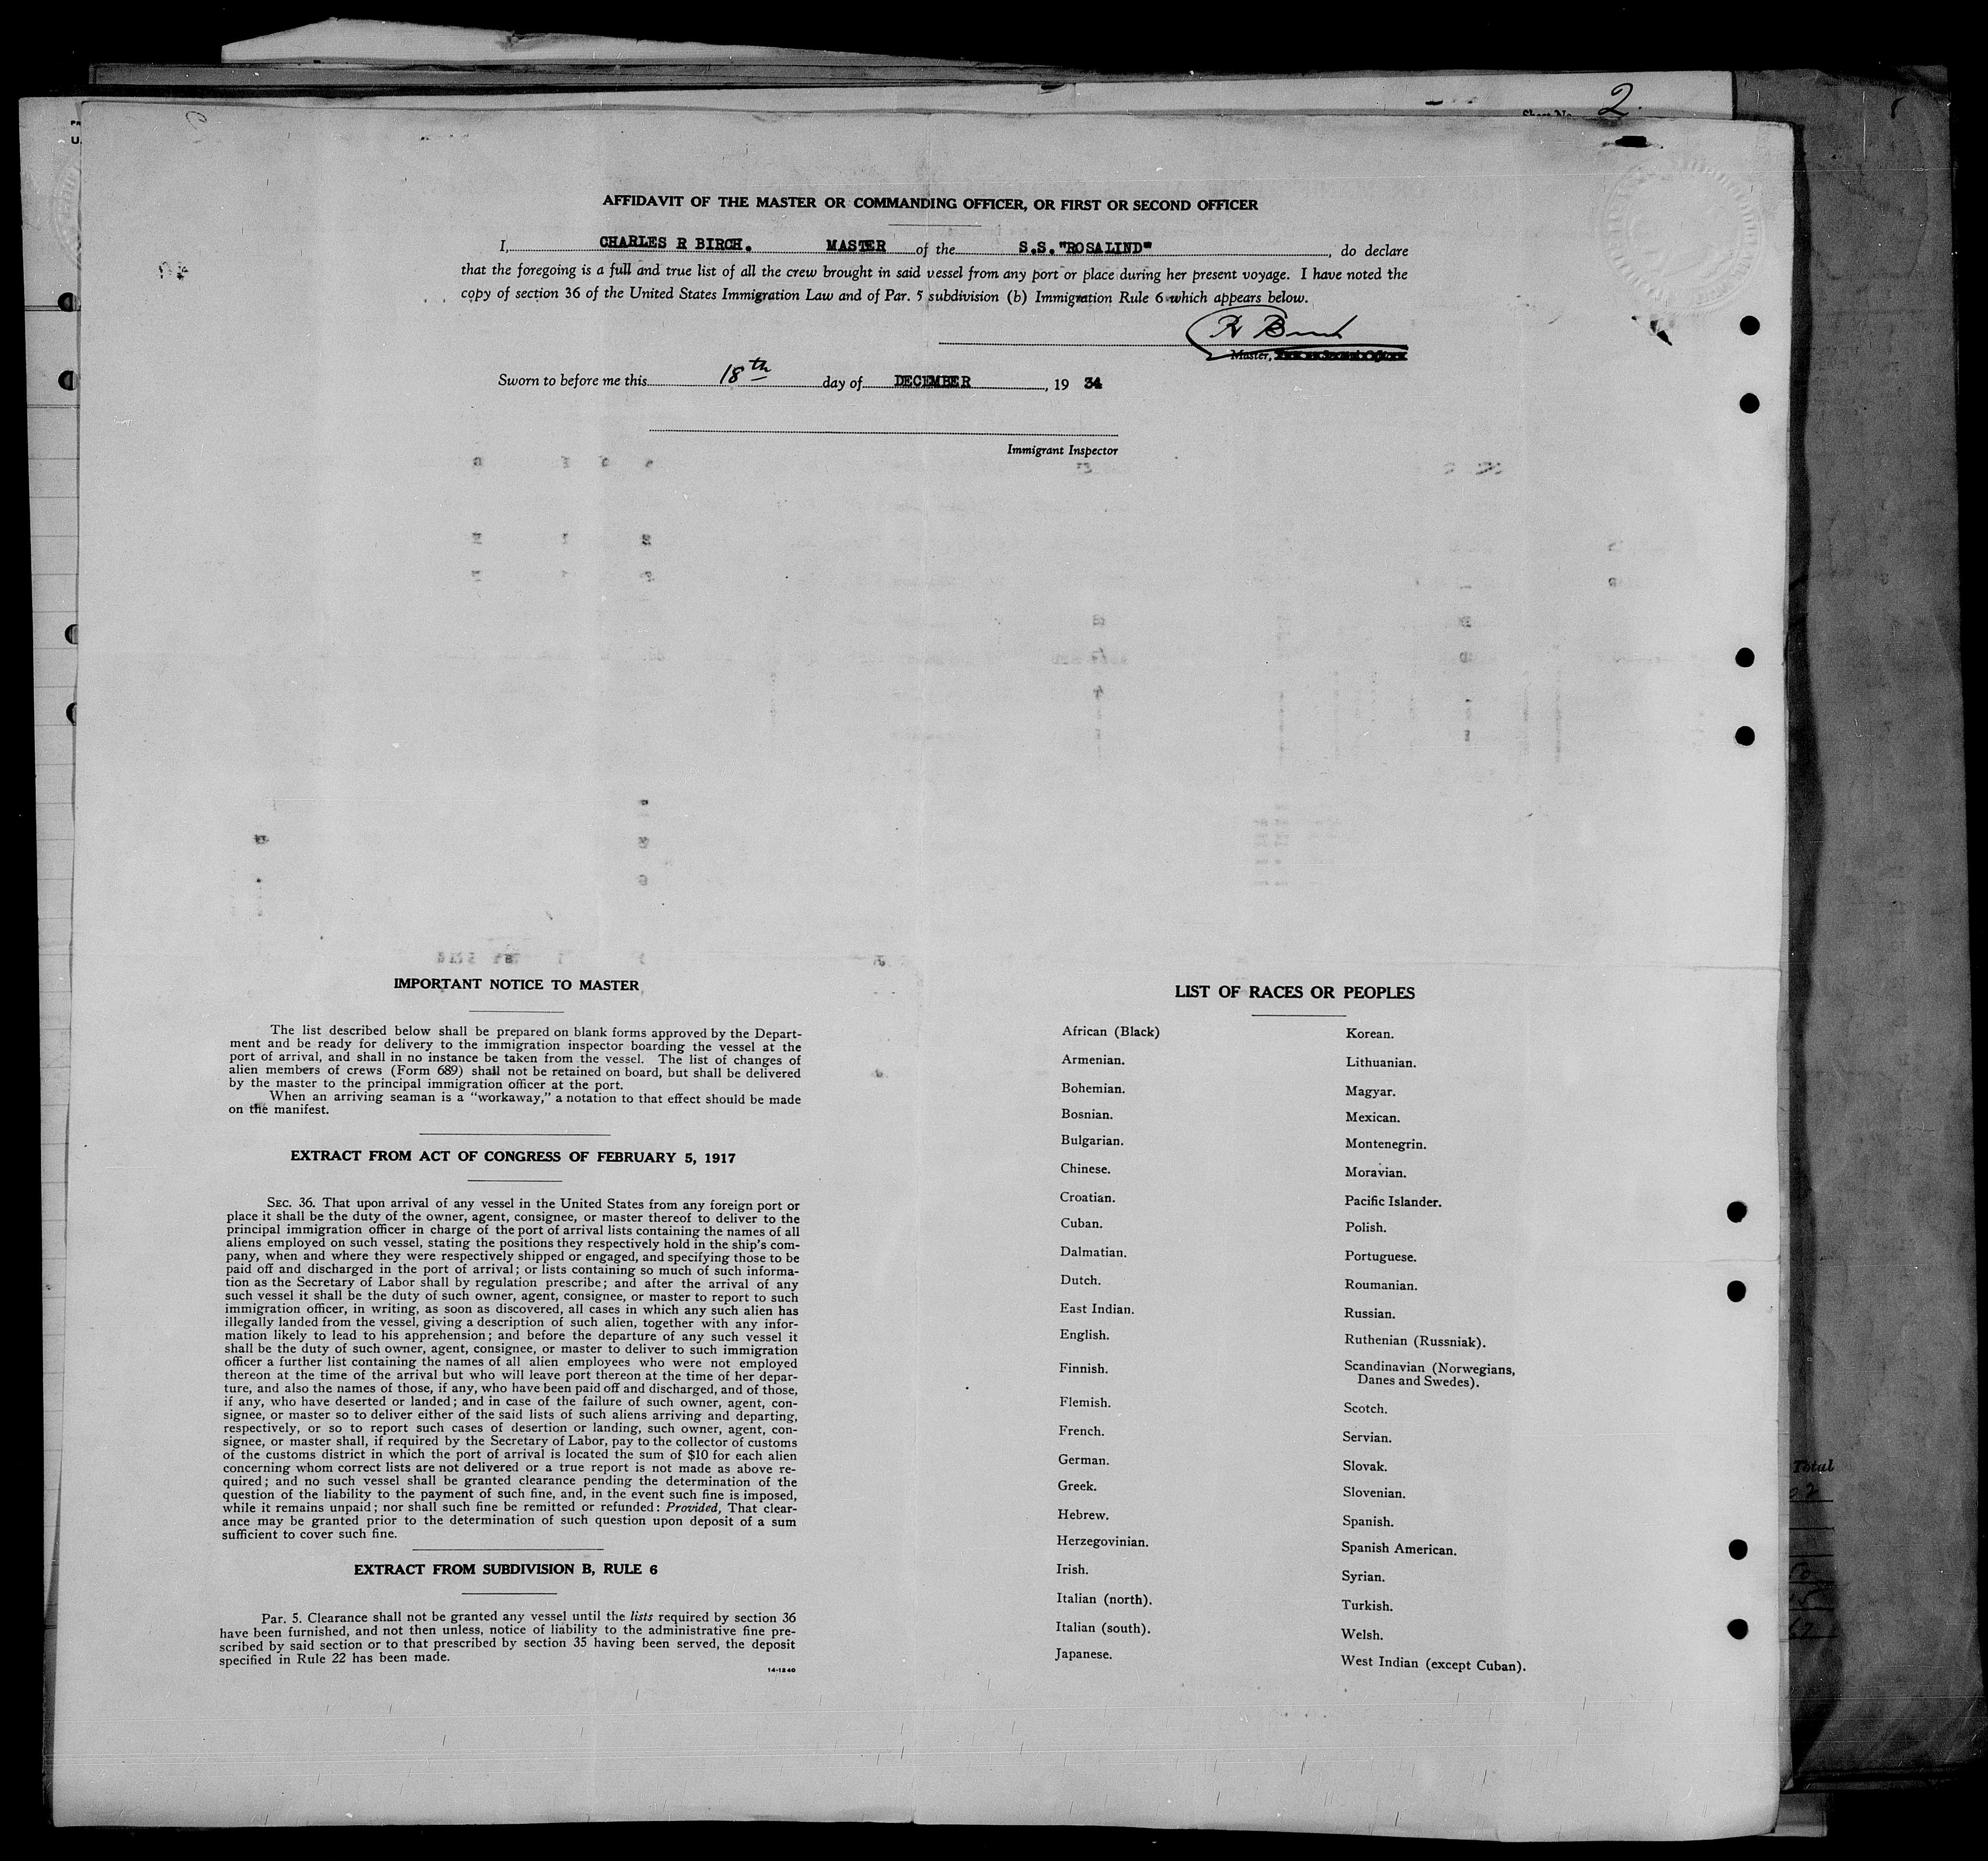 2
AFFIDAVIT OF THE MASTER OR COMMANDING OFFICER, OR FIRST OR SECOND OFFICER
I, CHARLES R BIRCH. MASTER of the S.S. "ROSALIND", do declare
that the foregoing is a full and true list of all the crew brought in said vessel from any port or place during her present voyage. I have noted the
copy of section 36 of the United States Immigration Law and of Par. 5 subdivision (b) Immigration Rule 6 which appears below.
Master,
Sworn to before me this 18th day of DECEMBER, 19 34
Immigrant Inspector
IMPORTANT NOTICE TO MASTER
The list described below shall be prepared on blank forms approved by the Depart-
ment and be ready for delivery to the immigration inspector boarding the vessel at the
port of arrival, and shall in no instance be taken from the vessel. The list of changes of
alien members of crews (Form 689) shall not be retained on board, but shall be delivered
by the master to the principal immigration officer at the port.
When an arriving seaman is a "workaway," a notation to that effect should be made
on the manifest.
EXTRACT FROM ACT OF CONGRESS OF FEBRUARY 5, 1917
SEC. 36. That upon arrival of any vessel in the United States from any foreign port or
place it shall be the duty of the owner, agent, consignee, or master thereof to deliver to the
principal immigration officer in charge of the port of arrival lists containing the names of all
aliens employed on such vessel, stating the positions they respectively hold in the ship's com-
pany, when and where they were respectively shipped or engaged, and specifying those to be
paid off and discharged in the port of arrival; or lists containing so much of such informa-
tion as the Secretary of Labor shall by regulation prescribe; and after the arrival of any
such vessel it shall be the duty of such owner, agent, consignee, or master to report to such
immigration officer, in writing, as soon as discovered, all cases in which any such alien has
illegally landed from the vessel, giving a description of such alien, together with any infor-
mation likely to lead to his apprehension; and before the departure of any such vessel it
shall be the duty of such owner, agent, consignee, or master to deliver to such immigration
officer a further list containing the names of all alien employees who were not employed
thereon at the time of the arrival but who will leave port thereon at the time of her depar-
ture, and also the names of those, if any, who have been paid off and discharged, and of those,
if any, who have deserted or landed; and in case of the failure of such owner, agent, con-
signee, or master so to deliver either of the said lists of such aliens arriving and departing,
respectively, or so to report such cases of desertion or landing, such owner, agent, con-
signee, or master shall, if required by the Secretary of Labor, pay to the collector of customs
of the customs district in which the port of arrival is located the sum of $10 for each alien
concerning whom correct lists are not delivered or a true report is not made as above re-
quired; and no such vessel shall be granted clearance pending the determination of the
question of the liability to the payment of such fine, and, in the event such fine is imposed,
while it remains unpaid; nor shall such fine be remitted or refunded: Provided, That clear-
ance may be granted prior to the determination of such question upon deposit of a sum
sufficient to cover such fine.
EXTRACT FROM SUBDIVISION B, RULE 6
Par. 5. Clearance shall not be granted any vessel until the lists required by section 36
have been furnished, and not then unless, notice of liability to the administrative fine pre-
scribed by said section or to that prescribed by section 35 having been served, the deposit
specified in Rule 22 has been made.
14-1240
LIST OF RACES OR PEOPLES
African (Black)
Armenian.
Bohemian.
Bosnian.
Bulgarian.
Chinese.
Croatian.
Cuban.
Dalmatian.
Dutch.
East Indian.
English.
Finnish.
Flemish.
French.
German.
Greek.
Hebrew.
Herzegovinian.
Irish.
Italian (north).
Italian (south).
Japanese.
Korean.
Lithuanian.
Magyar.
Mexican.
Montenegrin.
Moravian.
Pacific Islander.
Polish.
Portuguese.
Roumanian.
Russian.
Ruthenian (Russniak).
Scandinavian (Norwegians,
Danes and Swedes).
Scotch.
Servian.
Slovak.
Slovenian.
Spanish.
Spanish American.
Syrian.
Turkish.
Welsh.
West Indian (except Cuban).
Total